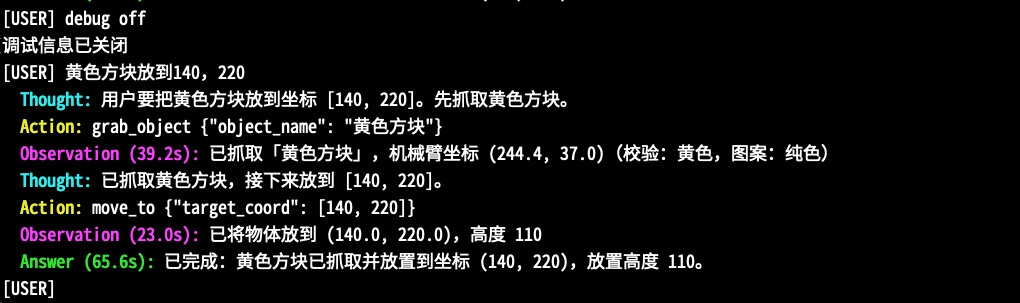 [USER] debug off
调试信息已关闭
[USER] 黄色方块放到140，220
Thought: 用户要把黄色方块放到坐标 [140, 220]。先抓取黄色方块。
Action: grab_object {"object_name": "黄色方块"}
Observation (39.2s): 已抓取「黄色方块」，机械臂坐标 (244.4, 37.0)（校验：黄色，图案：纯色）
Thought: 已抓取黄色方块，接下来放到 [140, 220]。
Action: move_to {"target_coord": [140, 220]}
Observation (23.0s): 已将物体放到 (140.0, 220.0)，高度 110
Answer (65.6s): 已完成：黄色方块已抓取并放置到坐标 (140, 220)，放置高度 110。
[USER]